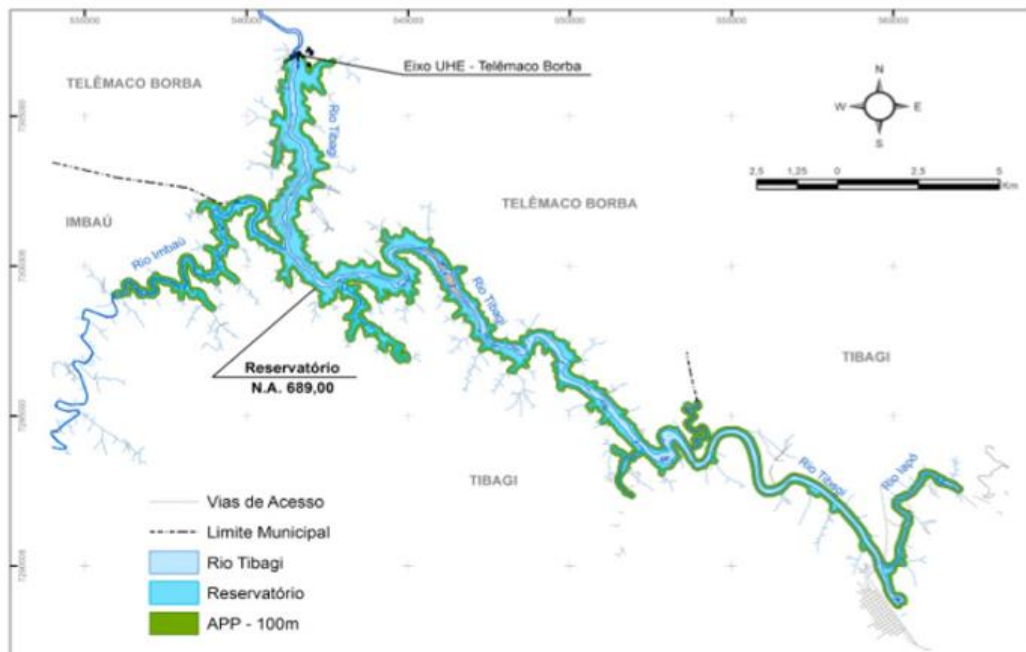 540000
Eixo UHE - Telêmaco Borba
TELÊMACO BORBA
Rio Tibagi
N
W
E
S
2,5
1,25
0
2,5
5
Km
TELÊMACO BORBA
IMBAÚ
Rio Imbaú
Rio Tibagi
Reservatório
N.A. 689,00
TIBAGI
TIBAGI
Rio Tibagi
Rio Iapó
Vias de Acesso
Limite Municipal
Rio Tibagi
Reservatório
APP - 100m